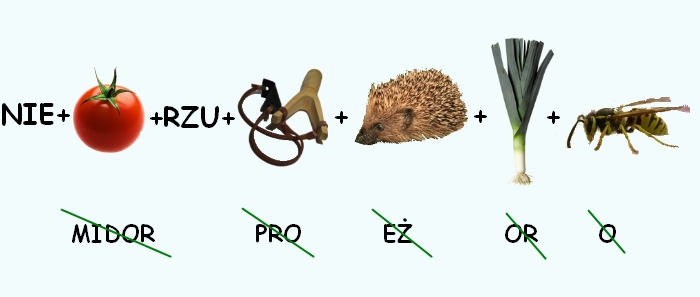 NIE+ +RZU+ + + +
MIDOR PRO EŻ OR O